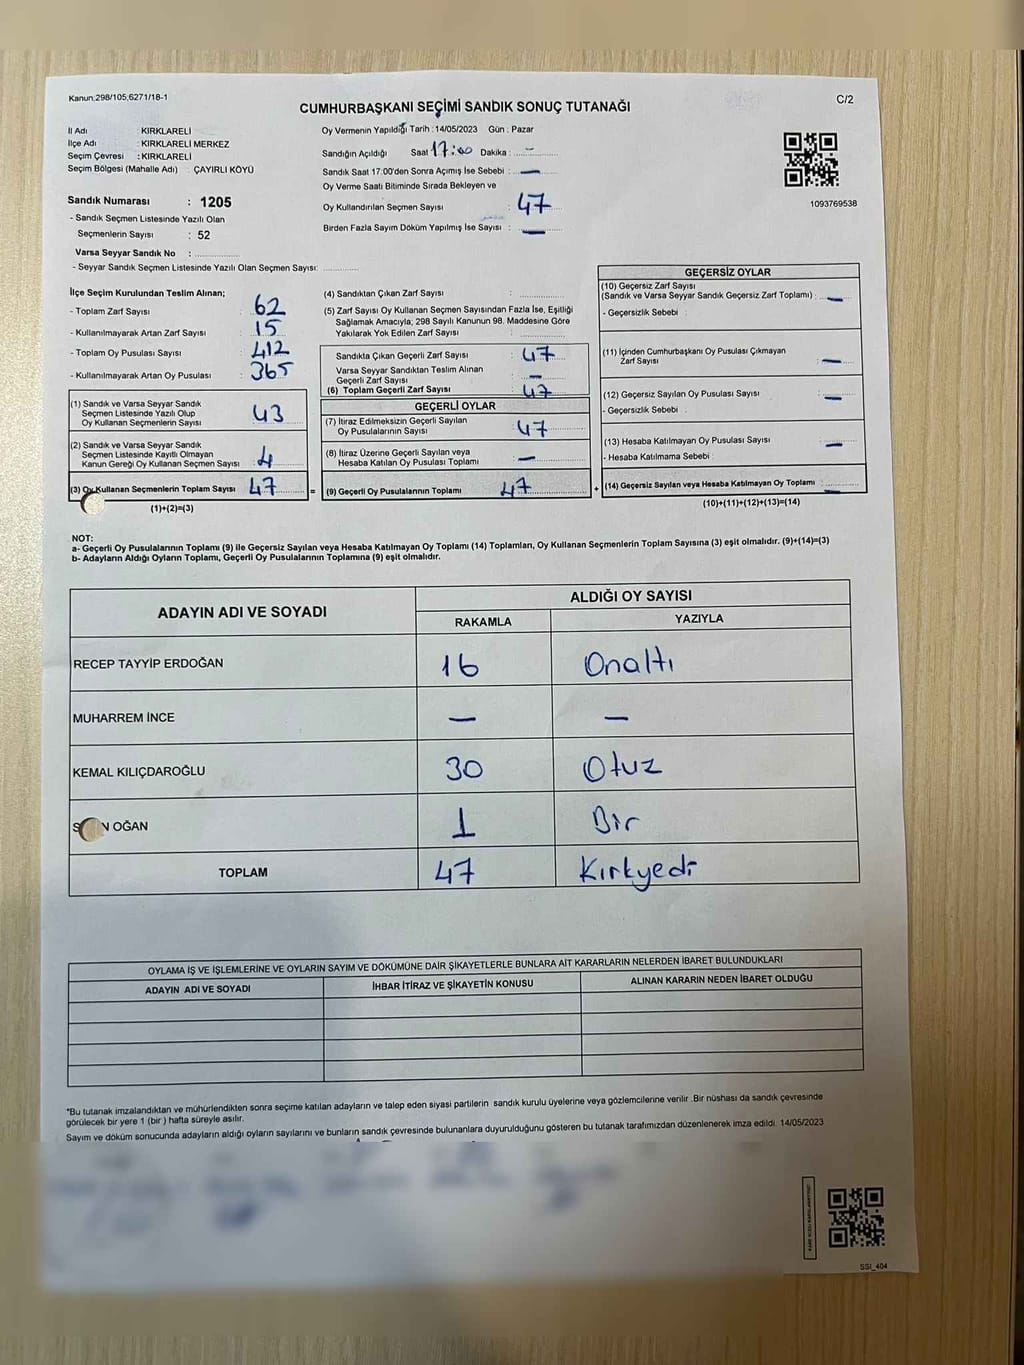 Kanun:298/105,6271/18-1
C/2
CUMHURBAŞKANI SEÇİMİ SANDIK SONUÇ TUTANAĞI
İl Adı KIRKLARELİ
İlçe Adı : KIRKLARELİ MERKEZ
Seçim Çevresi : KIRKLARELİ
Seçim Bölgesi (Mahalle Adı) : ÇAYIRLI KÖYÜ
Sandık Numarası : 1205
- Sandık Seçmen Listesinde Yazılı Olan
Seçmenlerin Sayısı : 52
Varsa Seyyar Sandık No :
- Seyyar Sandık Seçmen Listesinde Yazılı Olan Seçmen Sayısı:
Oy Vermenin Yapıldığı Tarih :14/05/2023 Gün : Pazar
Sandığın Açıldığı Saat 17:00 Dakika : —
Sandık Saat 17:00'den Sonra Açımış İse Sebebi : —
Oy Verme Saati Bitiminde Sırada Bekleyen ve
Oy Kullandırılan Seçmen Sayısı : 47
Birden Fazla Sayım Döküm Yapılmış İse Sayısı : —
1093769538
İlçe Seçim Kurulundan Teslim Alınan;
- Toplam Zarf Sayısı : 62
- Kullanılmayarak Artan Zarf Sayısı : 15
- Toplam Oy Pusulası Sayısı : 412
- Kullanılmayarak Artan Oy Pusulası : 365
(1) Sandık ve Varsa Seyyar Sandık
Seçmen Listesinde Yazılı Olup
Oy Kullanan Seçmenlerin Sayısı : 43
(2) Sandık ve Varsa Seyyar Sandık
Seçmen Listesinde Kayıtlı Olmayan
Kanun Gereği Oy Kullanan Seçmen Sayısı : 4
(3) Oy Kullanan Seçmenlerin Toplam Sayısı : 47
(1)+(2)=(3)
(4) Sandıktan Çıkan Zarf Sayısı :
(5) Zarf Sayısı Oy Kullanan Seçmen Sayısından Fazla İse, Eşitliği
Sağlamak Amacıyla; 298 Sayılı Kanunun 98. Maddesine Göre
Yakılarak Yok Edilen Zarf Sayısı :
Sandıkta Çıkan Geçerli Zarf Sayısı : 47
Varsa Seyyar Sandıktan Teslim Alınan
Geçerli Zarf Sayısı : —
(6) Toplam Geçerli Zarf Sayısı : 47
GEÇERLİ OYLAR
(7) İtiraz Edilmeksizin Geçerli Sayılan
Oy Pusulalarının Sayısı : 47
(8) İtiraz Üzerine Geçerli Sayılan veya
Hesaba Katılan Oy Pusulası Toplamı : —
= (9) Geçerli Oy Pusulalarının Toplamı : 47
GEÇERSİZ OYLAR
(10) Geçersiz Zarf Sayısı
(Sandık ve Varsa Seyyar Sandık Geçersiz Zarf Toplamı) : —
- Geçersizlik Sebebi :
(11) İçinden Cumhurbaşkanı Oy Pusulası Çıkmayan
Zarf Sayısı : —
(12) Geçersiz Sayılan Oy Pusulası Sayısı : —
- Geçersizlik Sebebi :
(13) Hesaba Katılmayan Oy Pusulası Sayısı : —
- Hesaba Katılmama Sebebi :
+ (14) Geçersiz Sayılan veya Hesaba Katılmayan Oy Toplamı : —
(10)+(11)+(12)+(13)=(14)
NOT:
a- Geçerli Oy Pusulalarının Toplamı (9) ile Geçersiz Sayılan veya Hesaba Katılmayan Oy Toplamı (14) Toplamları, Oy Kullanan Seçmenlerin Toplam Sayısına (3) eşit olmalıdır. (9)+(14)=(3)
b- Adayların Aldığı Oyların Toplamı, Geçerli Oy Pusulalarının Toplamına (9) eşit olmalıdır.
ADAYIN ADI VE SOYADI ALDIĞI OY SAYISI
RAKAMLA YAZIYLA
RECEP TAYYİP ERDOĞAN 16 Onaltı
MUHARREM İNCE — —
KEMAL KILIÇDAROĞLU 30 Otuz
OĞAN 1 Bir
TOPLAM 47 Kırkyedi
OYLAMA İŞ VE İŞLEMLERİNE VE OYLARIN SAYIM VE DÖKÜMÜNE DAİR ŞİKAYETLERLE BUNLARA AİT KARARLARIN NELERDEN İBARET BULUNDUKLARI
ADAYIN ADI VE SOYADI İHBAR İTİRAZ VE ŞİKAYETİN KONUSU ALINAN KARARIN NEDEN İBARET OLDUĞU
*Bu tutanak imzalandıktan ve mühürlendikten sonra seçime katılan adayların ve talep eden siyasi partilerin sandık kurulu üyelerine veya gözlemcilerine verilir .Bir nüshası da sandık çevresinde
görülecek bir yere 1 (bir ) hafta süreyle asılır.
Sayım ve döküm sonucunda adayların aldığı oyların sayılarını ve bunların sandık çevresinde bulunanlara duyurulduğunu gösteren bu tutanak tarafımızdan düzenlenerek imza edildi. 14/05/2023
SSI_404